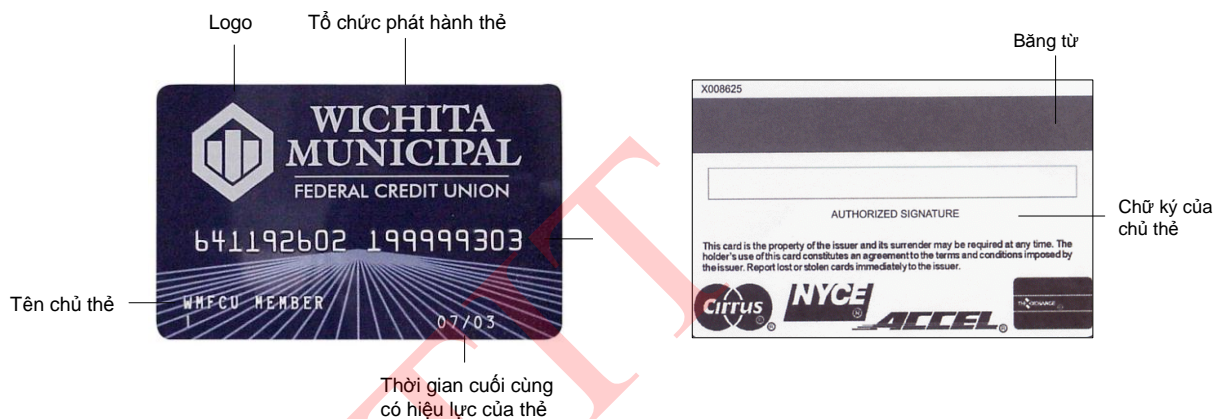 Logo
Tổ chức phát hành thẻ
Băng từ
X008625
WICHITA
MUNICIPAL
FEDERAL CREDIT UNION
AUTHORIZED SIGNATURE
Chữ ký của
chủ thẻ
641192602 199999303
This card is the property of the issuer and its surrender may be required at any time. The
holder's use of this card constitutes an agreement to the terms and conditions imposed by
the issuer. Report lost or stolen cards immediately to the issuer.
Tên chủ thẻ
WMFCU MEMBER
07/03
Cirrus
NYCE
ACCEL
Thời gian cuối cùng
có hiệu lực của thẻ